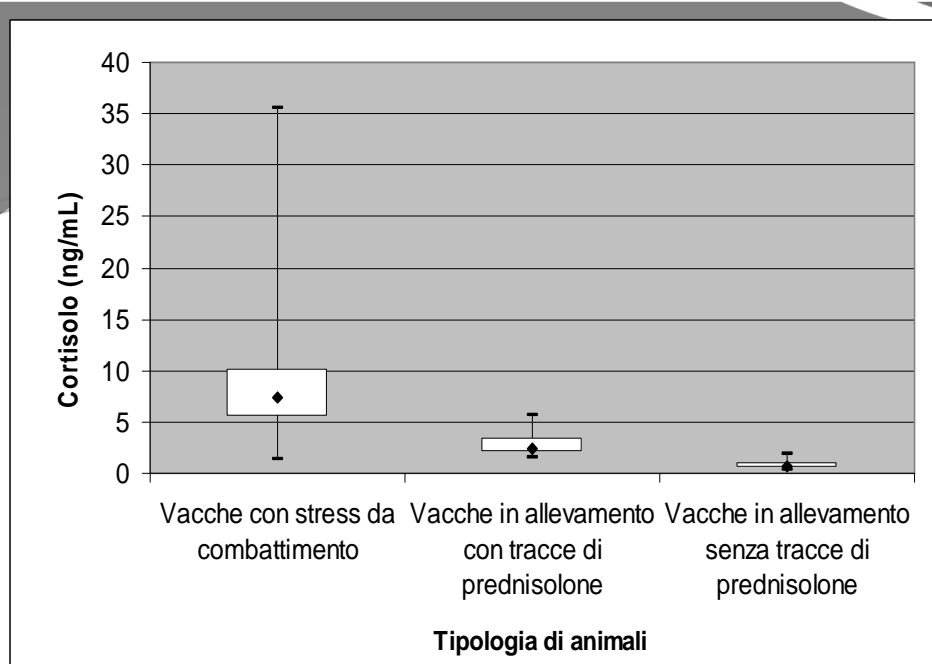 40
35
30
25
20
15
10
5
0
Cortisolo (ng/mL)
Vacche con stress da
combattimento
Vacche in allevamento
con tracce di
prednisolone
Vacche in allevamento
senza tracce di
prednisolone
Tipologia di animali